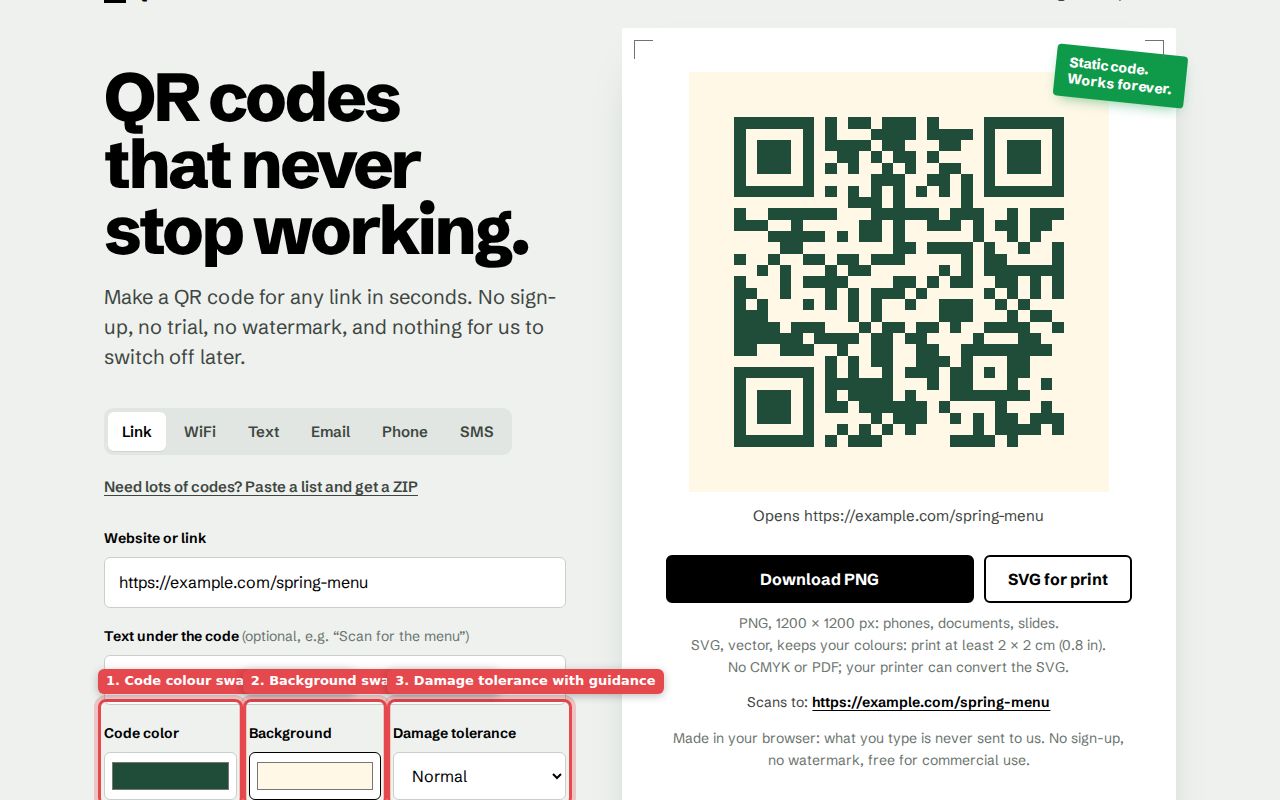 QR codes
that never
stop working.
Make a QR code for any link in seconds. No sign-
up, no trial, no watermark, and nothing for us to
switch off later.
Link WiFi Text Email Phone SMS
Need lots of codes? Paste a list and get a ZIP
Website or link
https://example.com/spring-menu
Text under the code (optional, e.g. “Scan for the menu”)
1. Code colour swa
2. Background swa
3. Damage tolerance with guidance
Code color
Background
Damage tolerance
Normal
Static code.
Works forever.
Opens https://example.com/spring-menu
Download PNG
SVG for print
PNG, 1200 × 1200 px: phones, documents, slides.
SVG, vector, keeps your colours: print at least 2 × 2 cm (0.8 in).
No CMYK or PDF; your printer can convert the SVG.
Scans to: https://example.com/spring-menu
Made in your browser: what you type is never sent to us. No sign-up,
no watermark, free for commercial use.